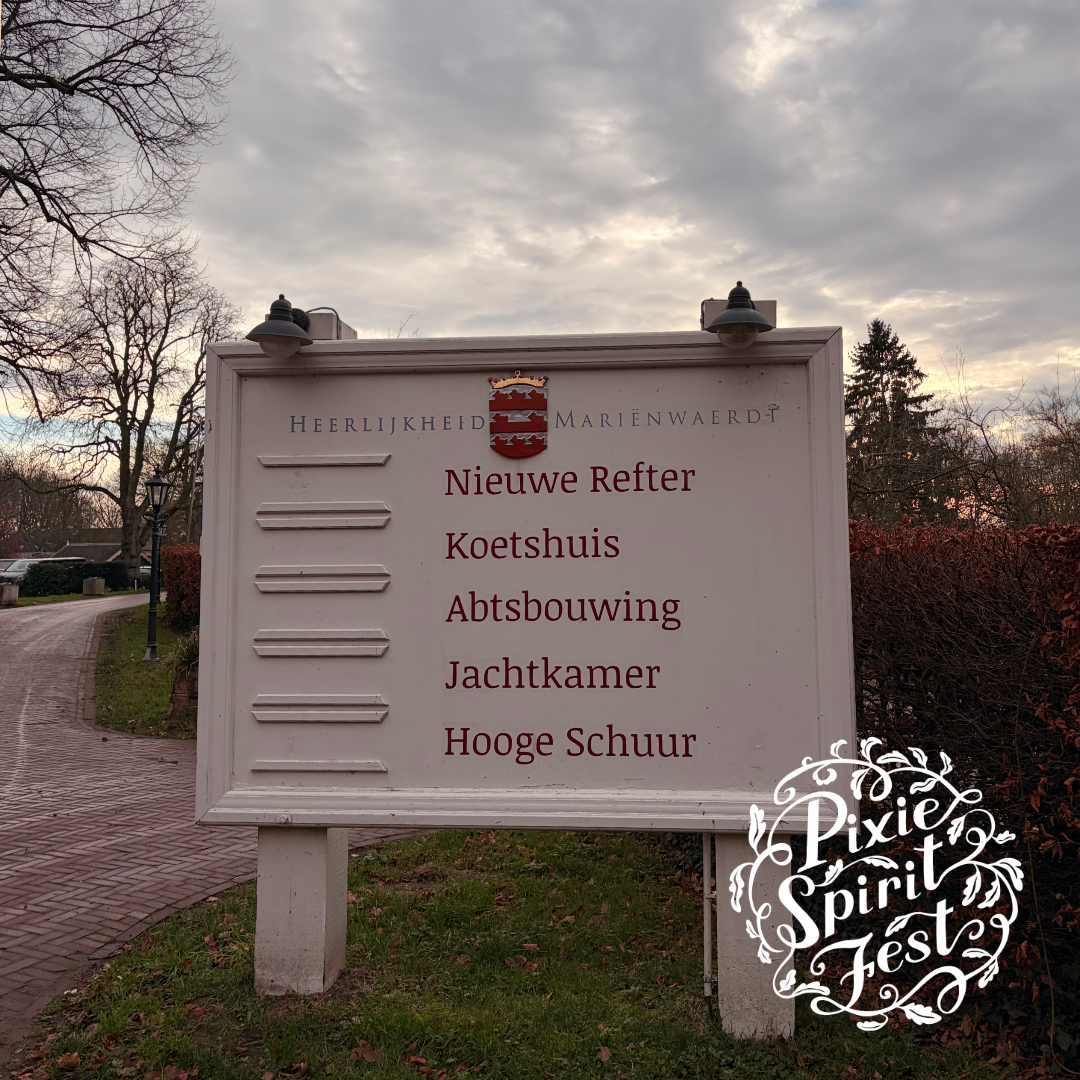 HEERLIJKHEID MARIËNWAERDT
Nieuwe Refter
Koetshuis
Abtsbouwing
Jachtkamer
Hooge Schuur
Pixie
Spirit
Fest